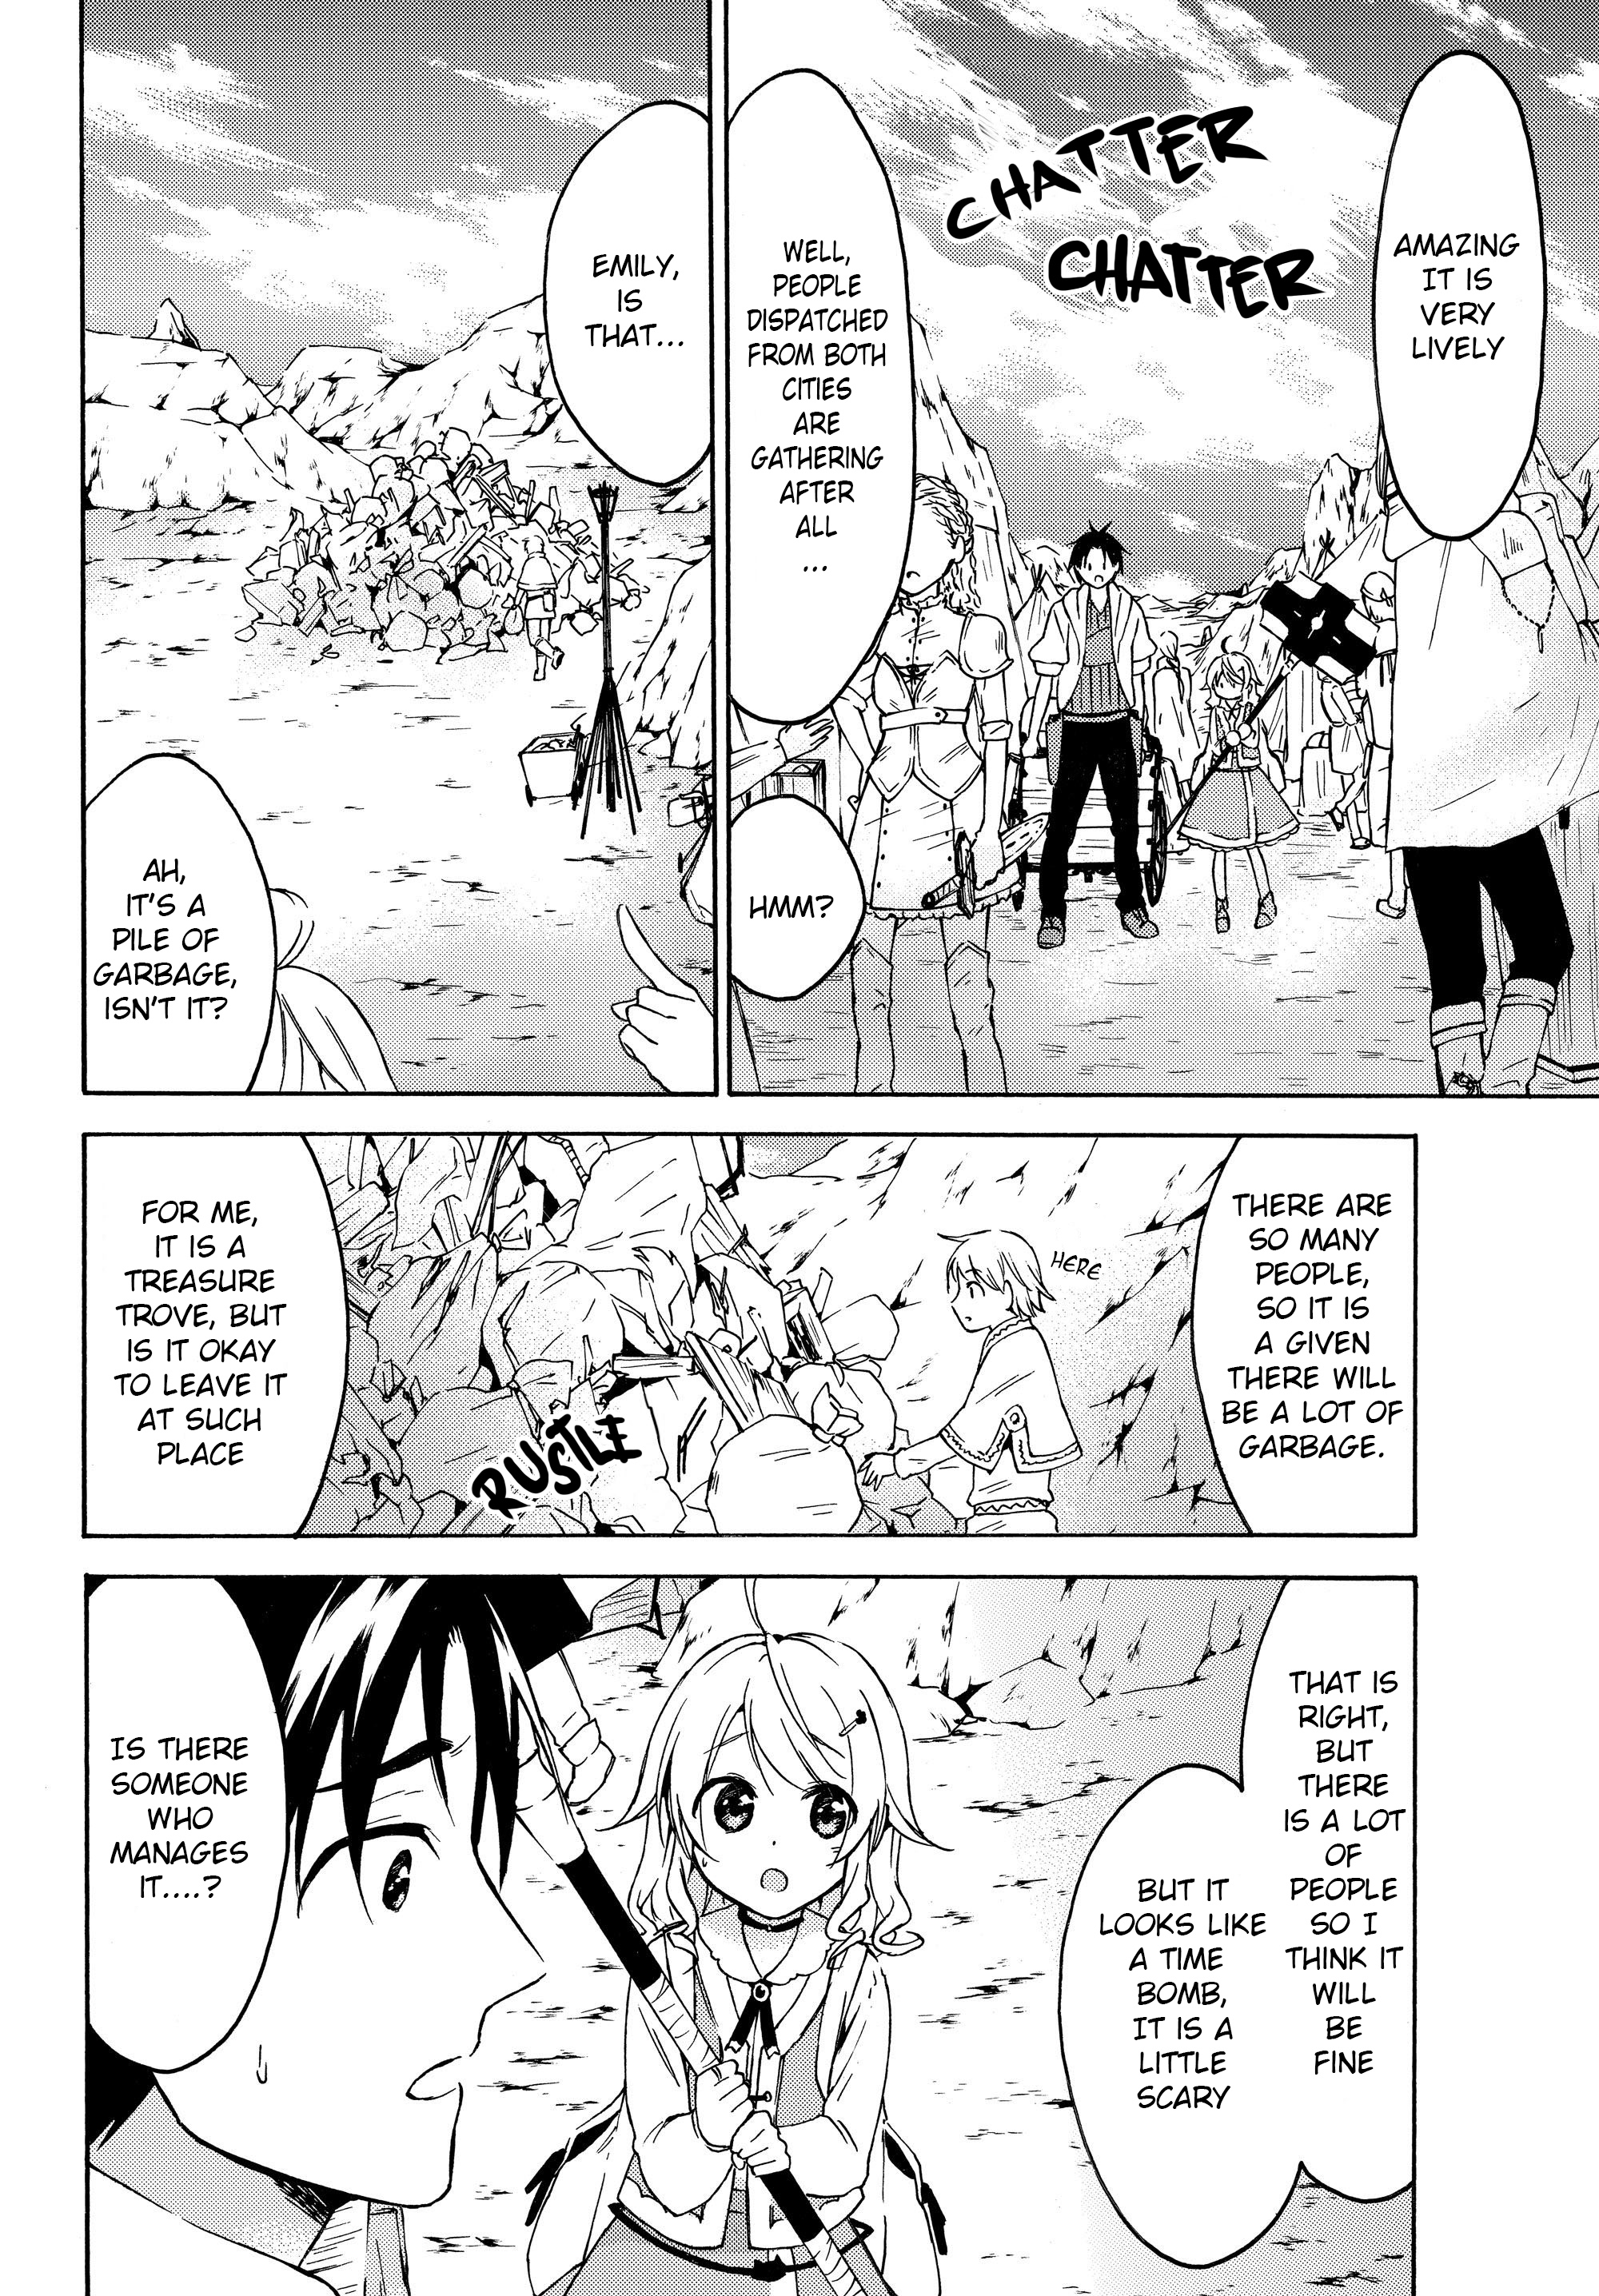 AMAZING
IT IS
VERY
LIVELY
CHATTER
CHATTER
WELL,
PEOPLE
DISPATCHED
FROM BOTH
CITIES
ARE
GATHERING
AFTER
ALL
...
HMM?
EMILY,
IS
THAT...
AH,
IT'S A
PILE OF
GARBAGE,
ISN'T IT?
THERE ARE
SO MANY
PEOPLE,
SO IT IS
A GIVEN
THERE WILL
BE A LOT OF
GARBAGE.
HERE
RUSTLE
FOR ME,
IT IS A
TREASURE
TROVE, BUT
IS IT OKAY
TO LEAVE IT
AT SUCH
PLACE
THAT IS
RIGHT,
BUT
THERE
IS A LOT
OF
PEOPLE
SO I
THINK IT
WILL
BE
FINE
BUT IT
LOOKS LIKE
A TIME
BOMB,
IT IS A
LITTLE
SCARY
IS THERE
SOMEONE
WHO
MANAGES
IT....?